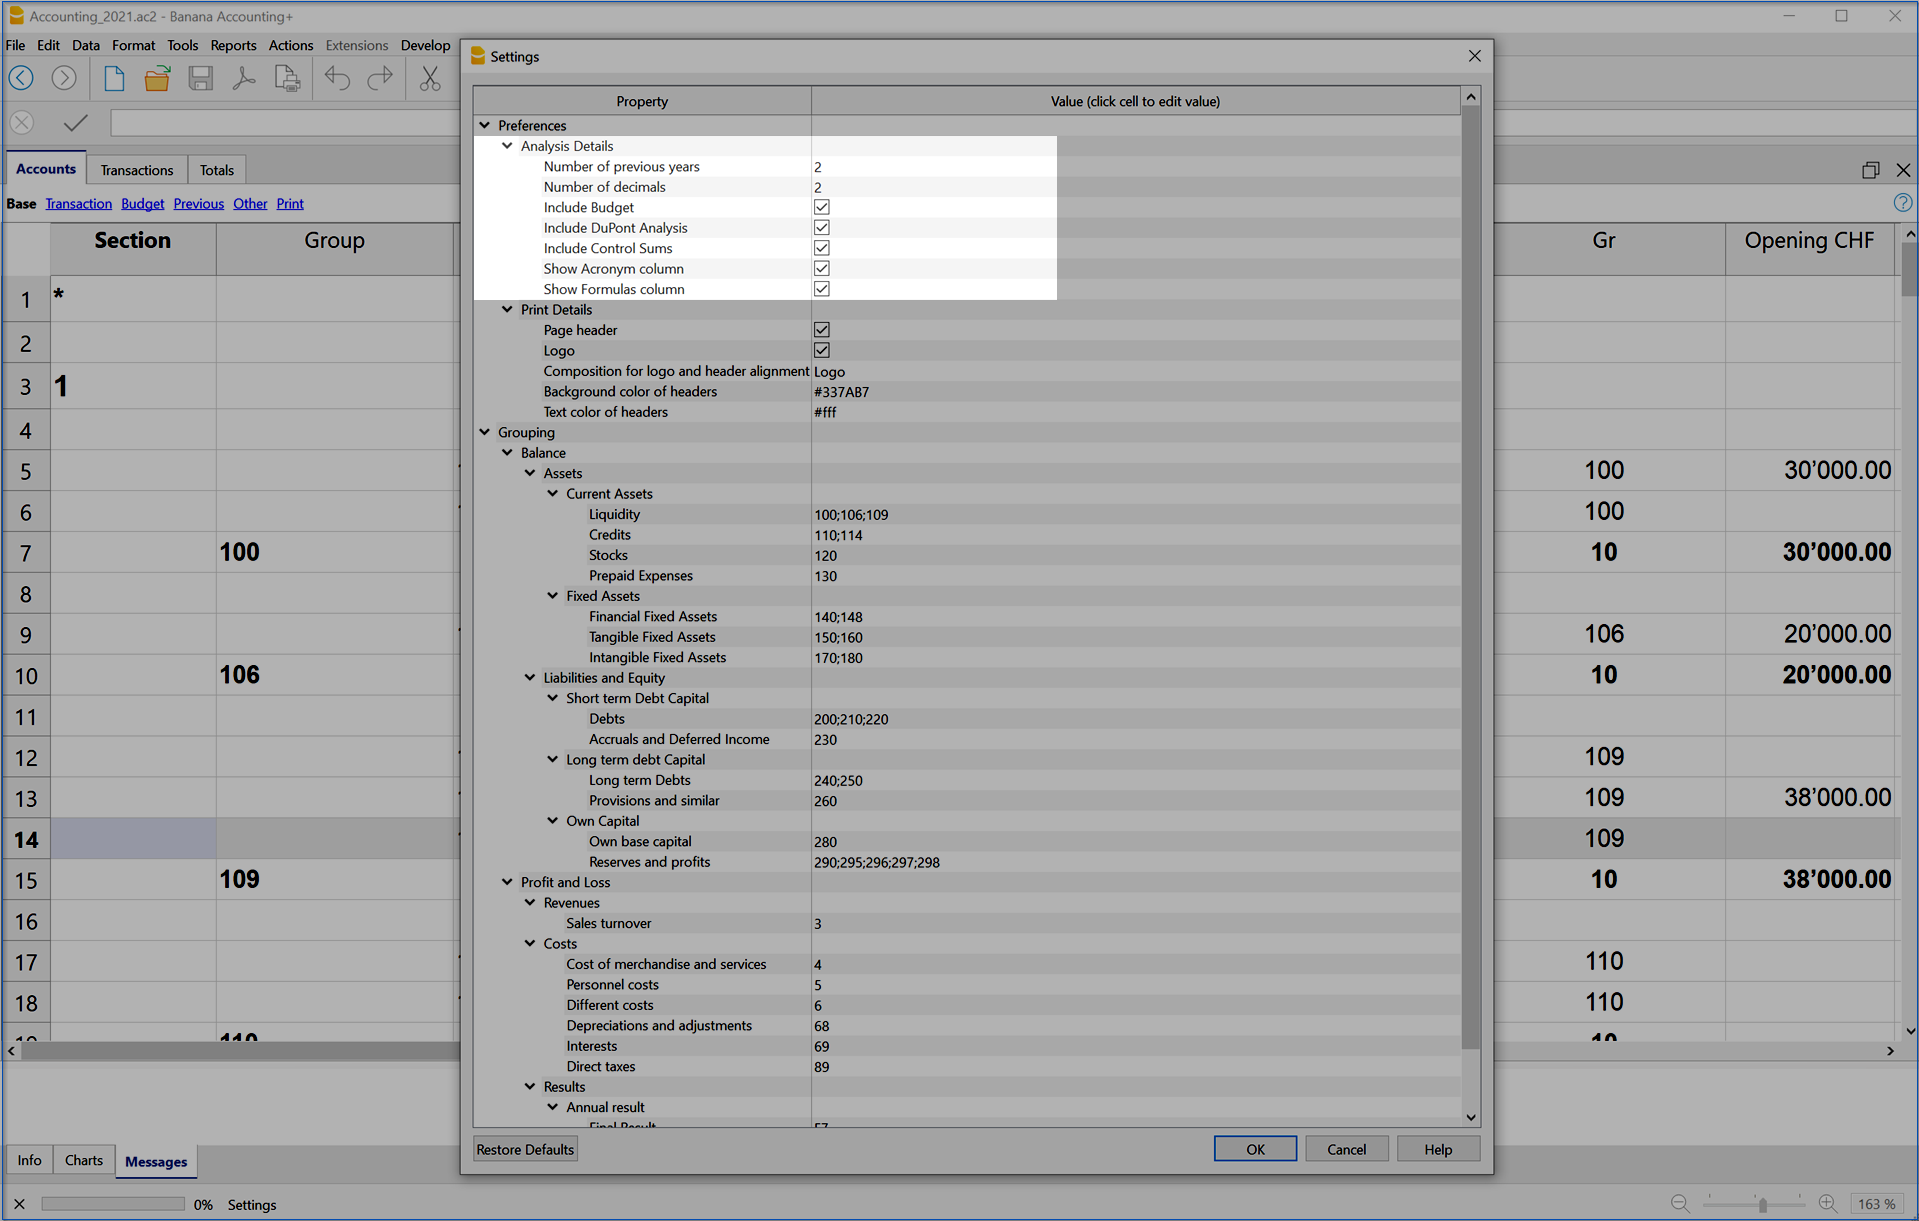 Accounting_2021.ac2 - Banana Accounting+
File Edit Data Format Tools Reports Actions Extensions Develop
Settings
Property Value (click cell to edit value)
Preferences
Analysis Details
Number of previous years 2
Number of decimals 2
Include Budget
Include DuPont Analysis
Include Control Sums
Show Acronym column
Show Formulas column
Print Details
Page header
Logo
Composition for logo and header alignment Logo
Background color of headers #337AB7
Text color of headers #fff
Grouping
Balance
Assets
Current Assets
Liquidity 100;106;109
Credits 110;114
Stocks 120
Prepaid Expenses 130
Fixed Assets
Financial Fixed Assets 140;148
Tangible Fixed Assets 150;160
Intangible Fixed Assets 170;180
Liabilities and Equity
Short term Debt Capital
Debts 200;210;220
Accruals and Deferred Income 230
Long term debt Capital
Long term Debts 240;250
Provisions and similar 260
Own Capital
Own base capital 280
Reserves and profits 290;295;296;297;298
Profit and Loss
Revenues
Sales turnover 3
Costs
Cost of merchandise and services 4
Personnel costs 5
Different costs 6
Depreciations and adjustments 68
Interests 69
Direct taxes 89
Results
Annual result
Final Result
Restore Defaults OK Cancel Help
Accounts Transactions Totals
Base Transaction Budget Previous Other Print
Section Group Gr Opening CHF
1 *
2
3 1
4
5 100 30’000.00
6 100
7 100 10 30’000.00
8
9 106 20’000.00
10 106 10 20’000.00
11
12 109
13 109 38’000.00
14 109
15 109 10 38’000.00
16
17 110
18 110
19 110 10
Info Charts Messages
0% Settings
163 %